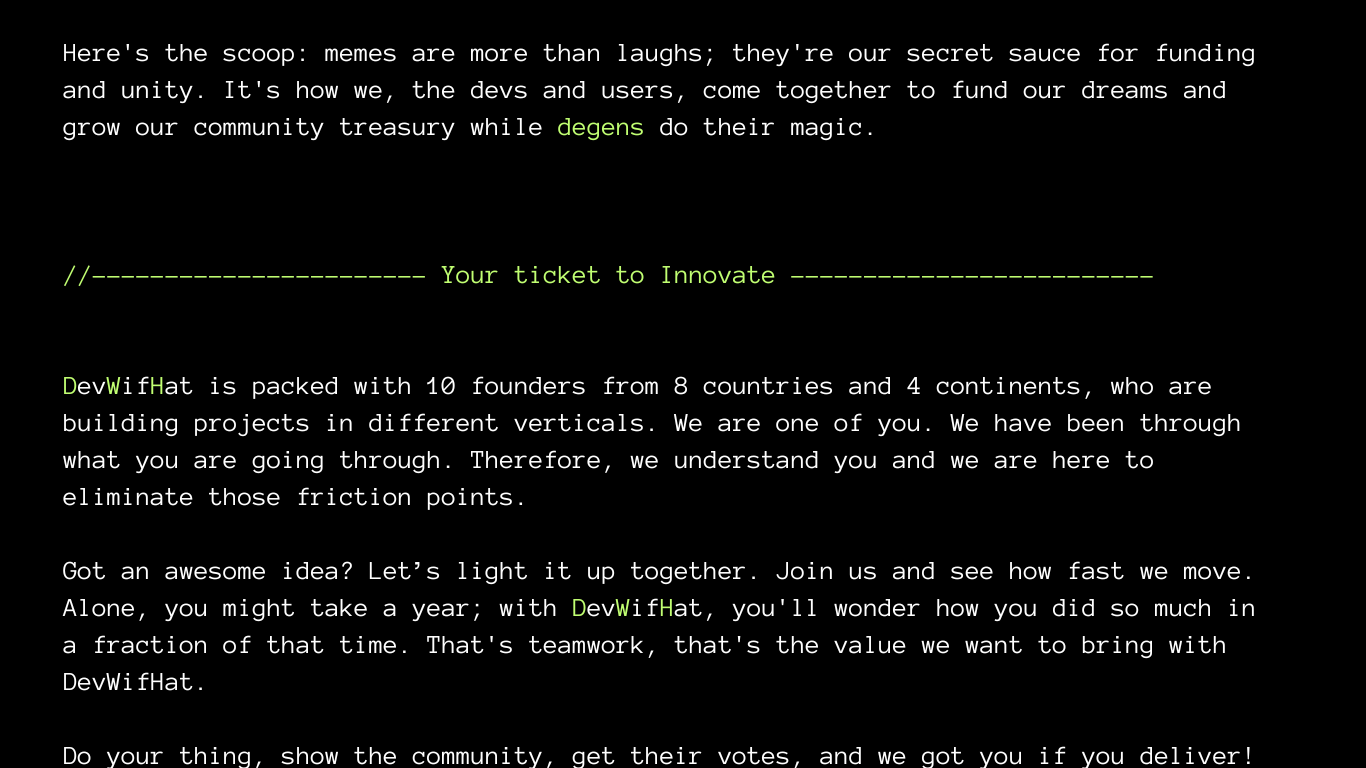 Here's the scoop: memes are more than laughs; they're our secret sauce for funding
and unity. It's how we, the devs and users, come together to fund our dreams and
grow our community treasury while degens do their magic.
//----------------------- Your ticket to Innovate -------------------------
DevWifHat is packed with 10 founders from 8 countries and 4 continents, who are
building projects in different verticals. We are one of you. We have been through
what you are going through. Therefore, we understand you and we are here to
eliminate those friction points.
Got an awesome idea? Let’s light it up together. Join us and see how fast we move.
Alone, you might take a year; with DevWifHat, you'll wonder how you did so much in
a fraction of that time. That's teamwork, that's the value we want to bring with
DevWifHat.
Do your thing, show the community, get their votes, and we got you if you deliver!